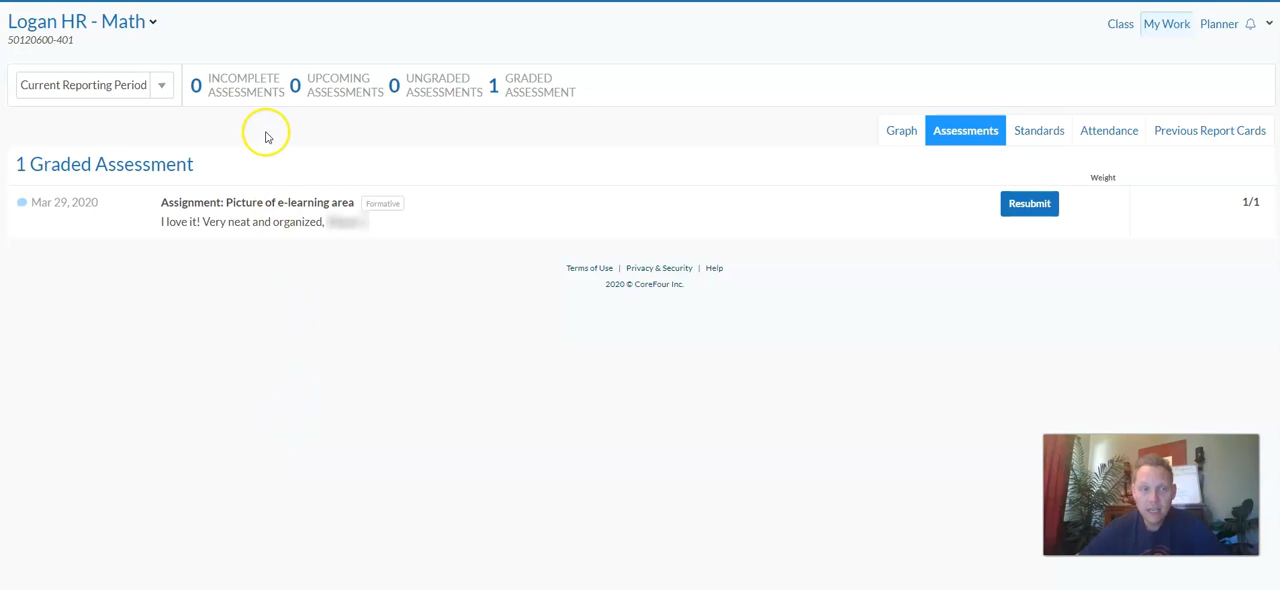 Logan HR - Math
50120600-401
Class My Work Planner
Current Reporting Period
0 INCOMPLETE ASSESSMENTS
0 UPCOMING ASSESSMENTS
0 UNGRADED ASSESSMENTS
1 GRADED ASSESSMENT
Graph Assessments Standards Attendance Previous Report Cards
1 Graded Assessment
Weight
Mar 29, 2020 Assignment: Picture of e-learning area Formative Resubmit 1/1
I love it! Very neat and organized,
Terms of Use | Privacy & Security | Help
2020 © CoreFour Inc.